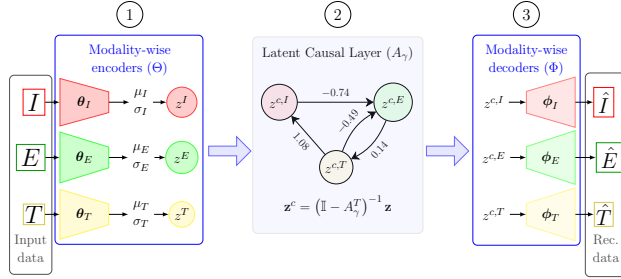 1
2
3
Modality-wise
encoders (Θ)
Latent Causal Layer (A_γ)
Modality-wise
decoders (Φ)
I θ_I μ_I σ_I z^I
E θ_E μ_E σ_E z^E
T θ_T μ_T σ_T z^T
Input
data
z^{c,I} −0.74 z^{c,E}
1.08 −0.49 0.14
z^{c,T}
𝐳^c = (𝕀 − A_γ^T)^{−1} 𝐳
z^{c,I} ϕ_I Î
z^{c,E} ϕ_E Ê
z^{c,T} ϕ_T T̂
Rec.
data